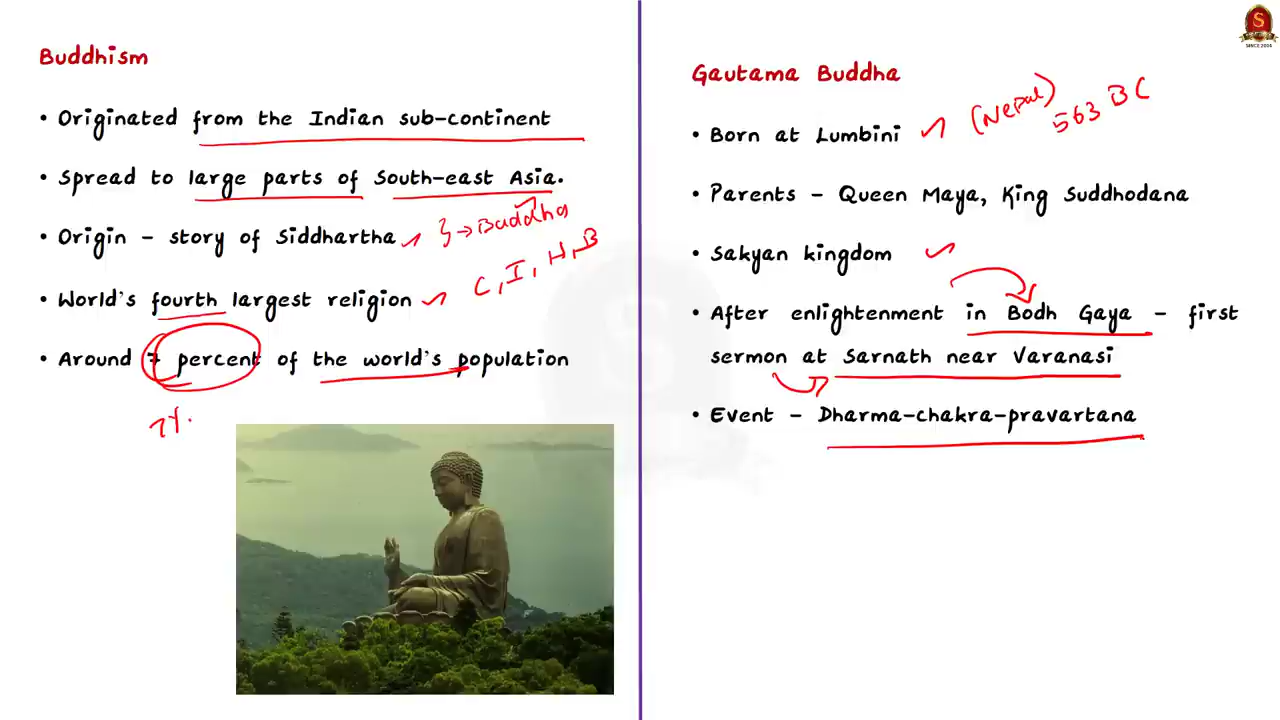 Buddhism
• Originated from the Indian sub-continent
• Spread to large parts of South-east Asia.
• Origin – story of Siddhartha
} → Buddha
• World's fourth largest religion
C, I, H, B
• Around 7 percent of the world's population
7%.
Gautama Buddha
(Nepal)
563 BC
• Born at Lumbini
• Parents – Queen Maya, King Suddhodana
• Sakyan kingdom
• After enlightenment in Bodh Gaya – first
sermon at Sarnath near Varanasi
• Event – Dharma-chakra-pravartana
S
SINCE 2004
S